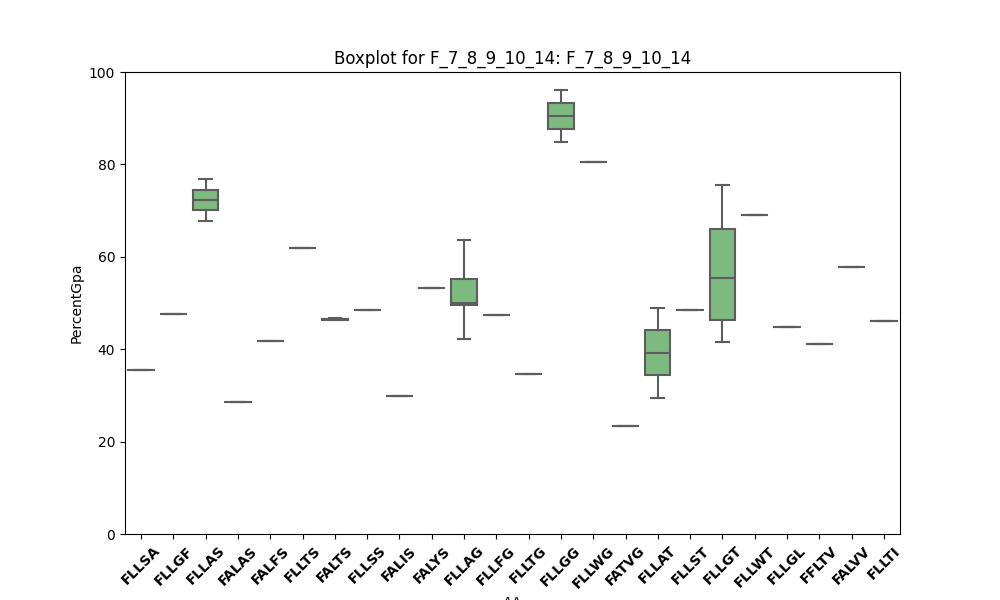 Boxplot for F_7_8_9_10_14: F_7_8_9_10_14
100
80
60
40
20
0
PercentGpa
FLLSA
FLLGF
FLLAS
FALAS
FALFS
FLLTS
FALTS
FLLSS
FALIS
FALYS
FLLAG
FLLFG
FLLTG
FLLGG
FLLWG
FATVG
FLLAT
FLLST
FLLGT
FLLWT
FLLGL
FFLTV
FALVV
FLLTI